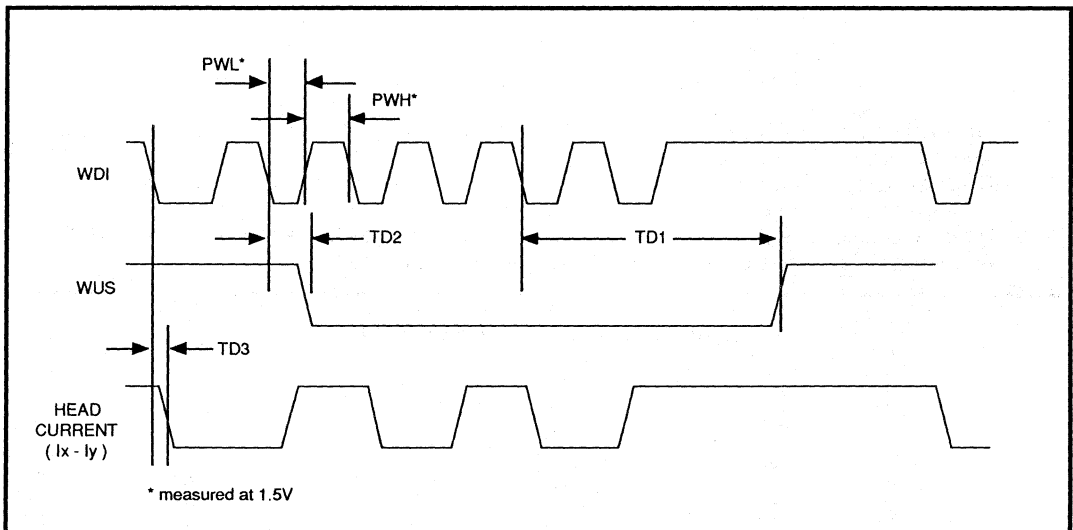 PWL*
PWH*
WDI
TD2
TD1
WUS
TD3
HEAD
CURRENT
( Ix - Iy )
* measured at 1.5V